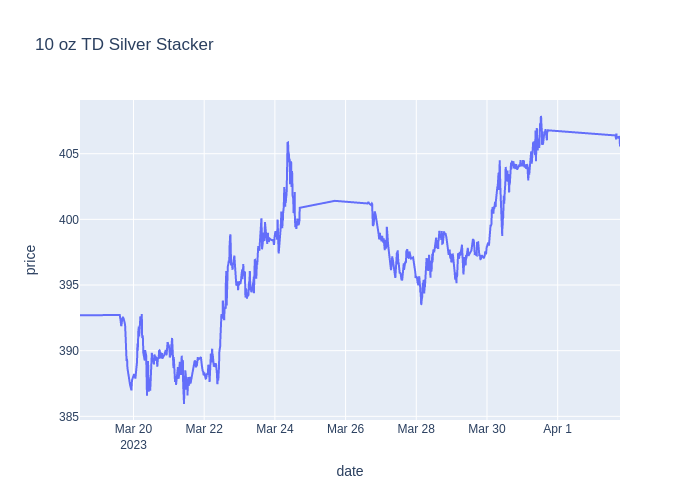 10 oz TD Silver Stacker
price
405
400
395
390
385
Mar 20
2023
Mar 22
Mar 24
Mar 26
Mar 28
Mar 30
Apr 1
date